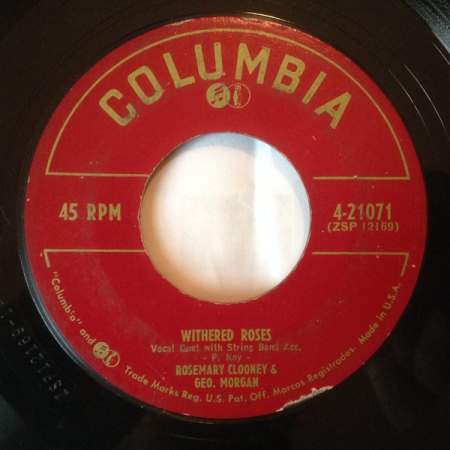 COLUMBIA
45 RPM
4-21071
(ZSP 12169)
WITHERED ROSES
Vocal Duet with String Band Acc.
- P. Kay -
ROSEMARY CLOONEY &
GEO. MORGAN
"Columbia" and Trade Marks Reg. U.S. Pat. Off. Marcas Registradas. Made in U.S.A.